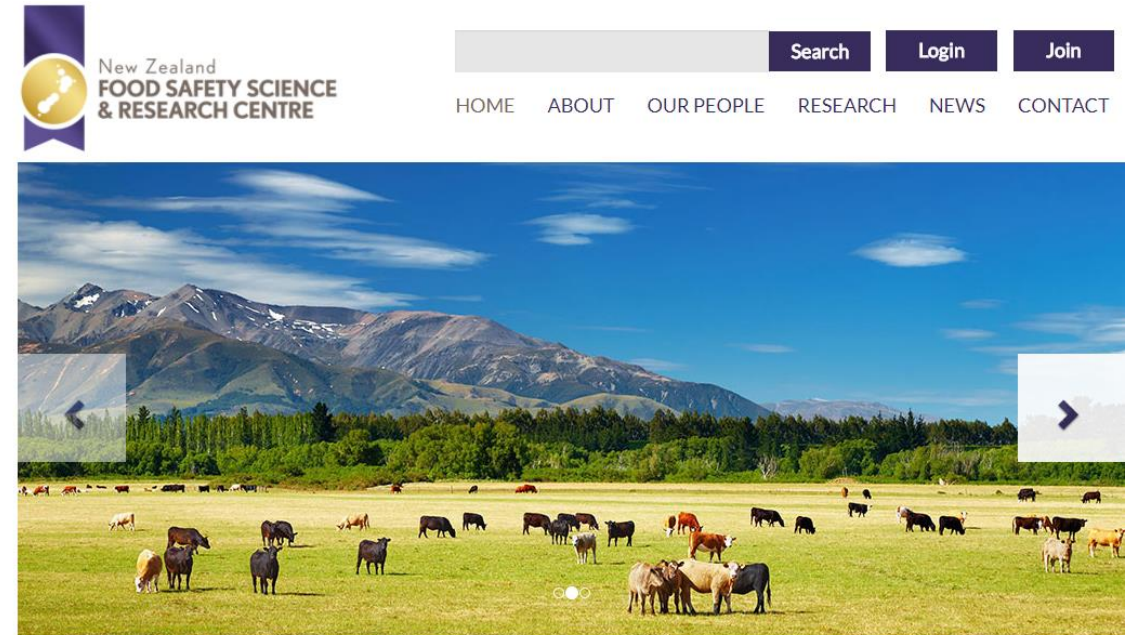 New Zealand
FOOD SAFETY SCIENCE
& RESEARCH CENTRE
Search Login Join
HOME ABOUT OUR PEOPLE RESEARCH NEWS CONTACT